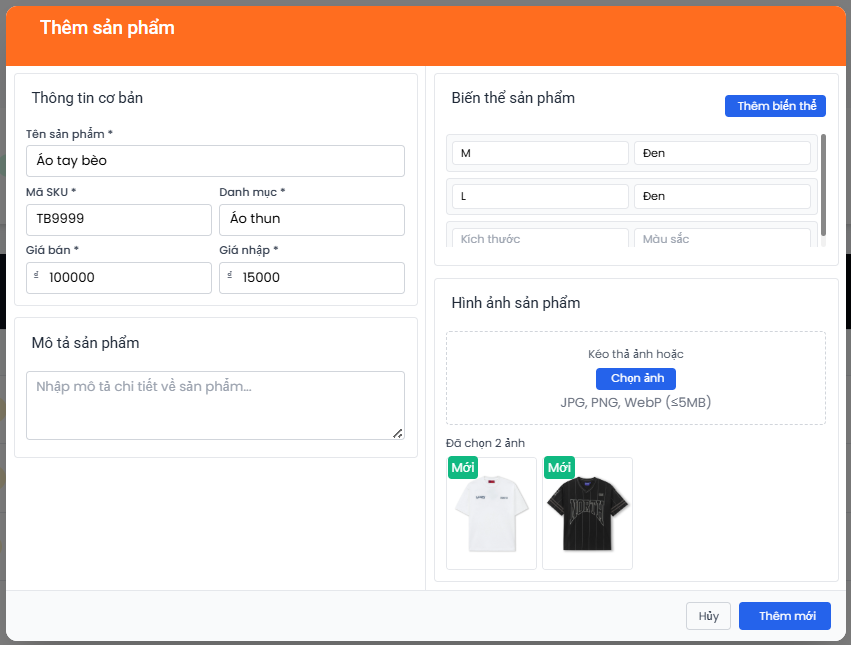 Thêm sản phẩm
Thông tin cơ bản
Tên sản phẩm *
Áo tay bèo
Mã SKU *
Danh mục *
TB9999
Áo thun
Giá bán *
Giá nhập *
₫ 100000
₫ 15000
Mô tả sản phẩm
Nhập mô tả chi tiết về sản phẩm...
Biến thể sản phẩm
Thêm biến thể
M
Đen
L
Đen
Kích thước
Màu sắc
Hình ảnh sản phẩm
Kéo thả ảnh hoặc
Chọn ảnh
JPG, PNG, WebP (≤5MB)
Đã chọn 2 ảnh
Mới
Mới
NORTH
Hủy
Thêm mới